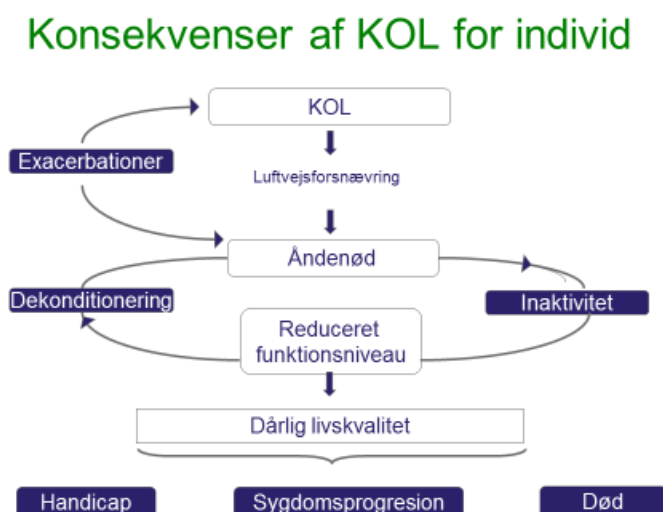 Konsekvenser af KOL for individ
KOL
Exacerbationer
Luftvejsforsnævring
Åndenød
Dekonditionering
Inaktivitet
Reduceret
funktionsniveau
Dårlig livskvalitet
Handicap
Sygdomsprogresion
Død